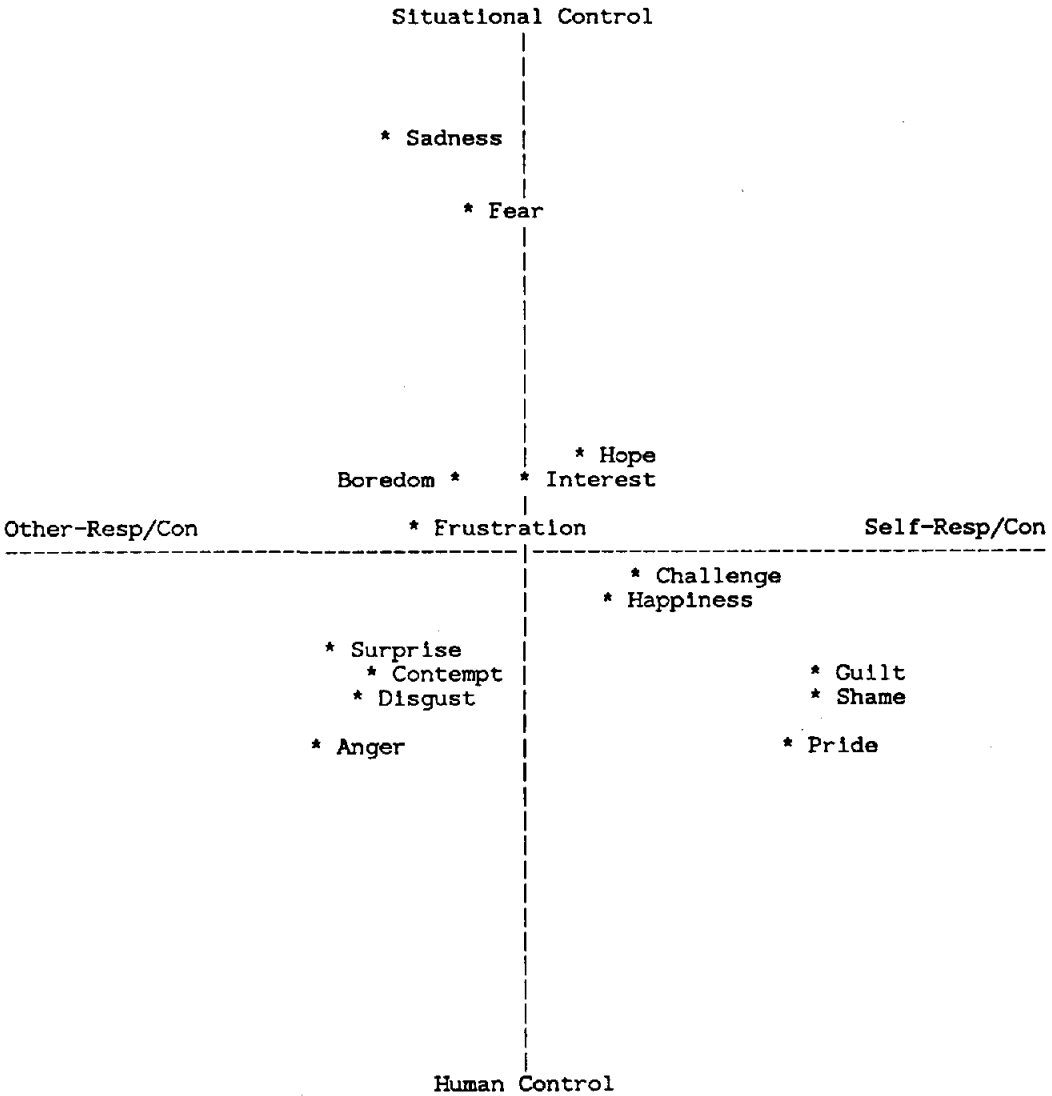 Situational Control
* Sadness
* Fear
* Hope
Boredom * * Interest
Other-Resp/Con * Frustration Self-Resp/Con
* Challenge
* Happiness
* Surprise
* Contempt * Guilt
* Disgust * Shame
* Anger * Pride
Human Control